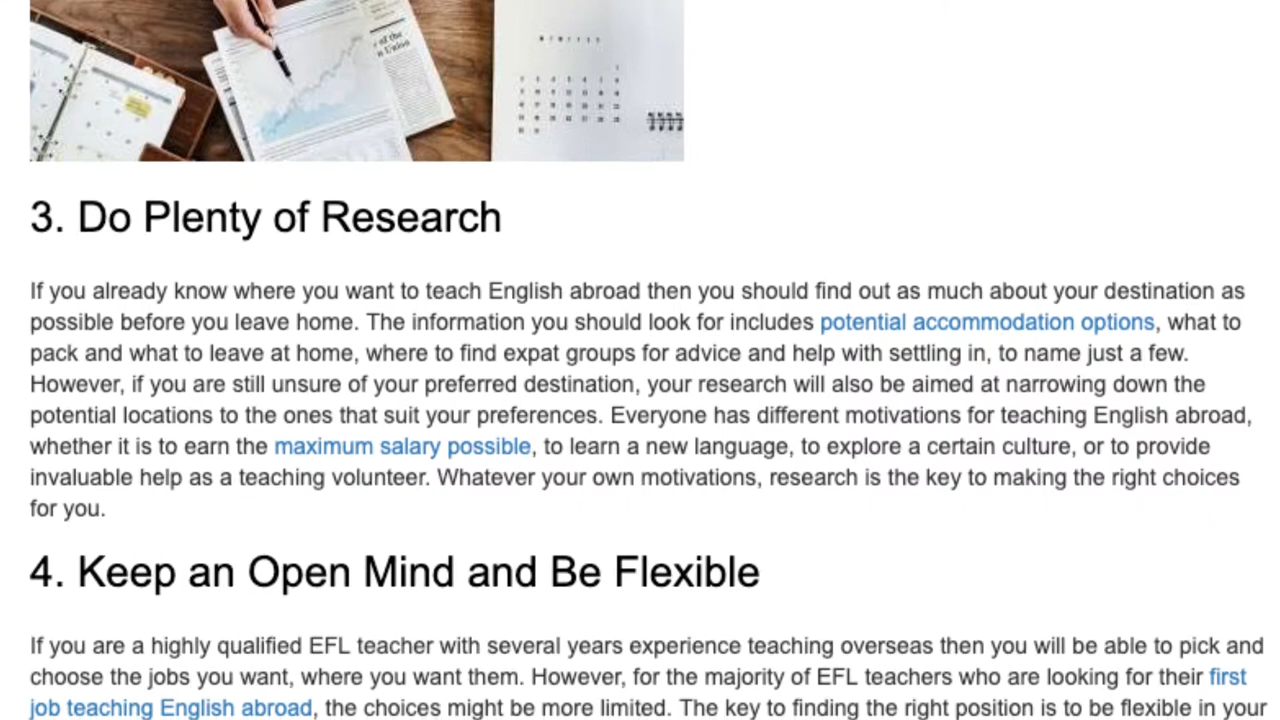 of the
n Union
3. Do Plenty of Research
If you already know where you want to teach English abroad then you should find out as much about your destination as
possible before you leave home. The information you should look for includes potential accommodation options, what to
pack and what to leave at home, where to find expat groups for advice and help with settling in, to name just a few.
However, if you are still unsure of your preferred destination, your research will also be aimed at narrowing down the
potential locations to the ones that suit your preferences. Everyone has different motivations for teaching English abroad,
whether it is to earn the maximum salary possible, to learn a new language, to explore a certain culture, or to provide
invaluable help as a teaching volunteer. Whatever your own motivations, research is the key to making the right choices
for you.
4. Keep an Open Mind and Be Flexible
If you are a highly qualified EFL teacher with several years experience teaching overseas then you will be able to pick and
choose the jobs you want, where you want them. However, for the majority of EFL teachers who are looking for their first
job teaching English abroad, the choices might be more limited. The key to finding the right position is to be flexible in your